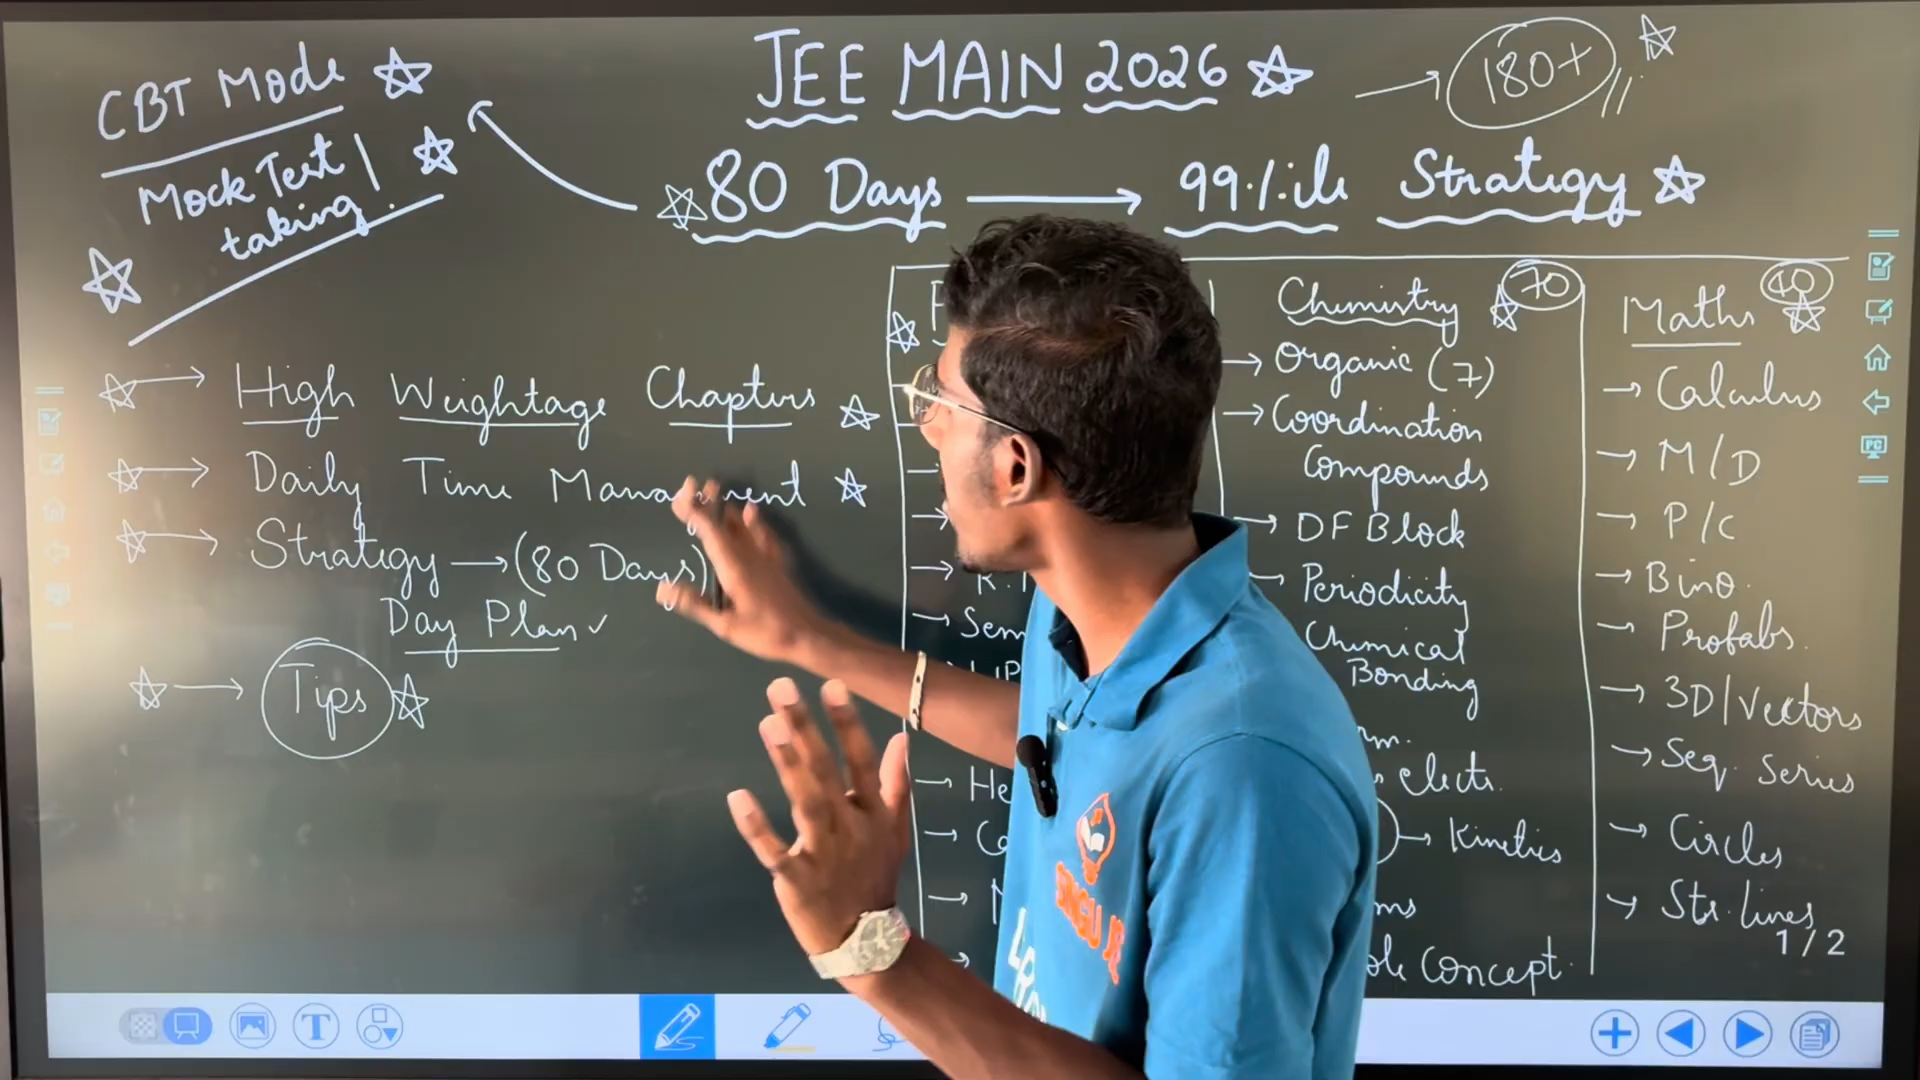 CBT Mode
Mock Test
taking!
JEE MAIN 2026
180+
80 Days → 99%ile Strategy
→ High Weightage Chapters
→ Daily Time Management
→ Strategy → (80 Days)
Day Plan ✓
→ Tips
Chemistry 70
→ Organic (7)
→ Coordination
Compounds
→ DF Block
→ Periodicity
Chemical
Bonding
→ Kinetics
Concept
Maths 40
→ Calculus
→ M/D
→ P/C
→ Bino.
→ Probab.
→ 3D/Vectors
→ Seq. Series
→ Circles
→ Str. lines
1/2
T
PC